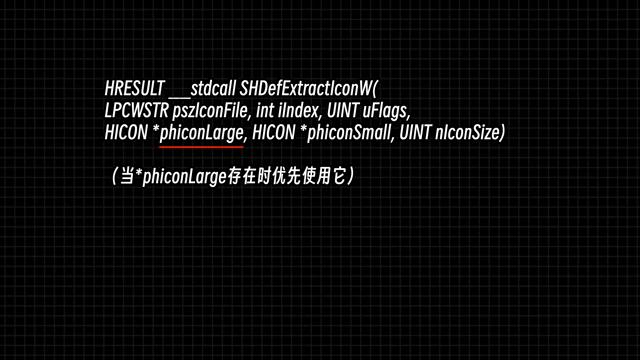 HRESULT __stdcall SHDefExtractIconW(
LPCWSTR pszIconFile, int iIndex, UINT uFlags,
HICON *phiconLarge, HICON *phiconSmall, UINT nIconSize)
（当*phiconLarge存在时优先使用它）